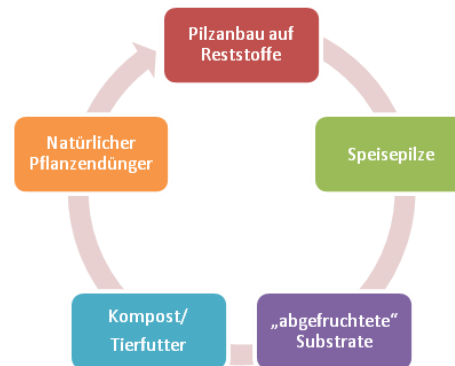 Pilzanbau auf
Reststoffe
Speisepilze
„abgefruchtete“
Substrate
Kompost/
Tierfutter
Natürlicher
Pflanzendünger